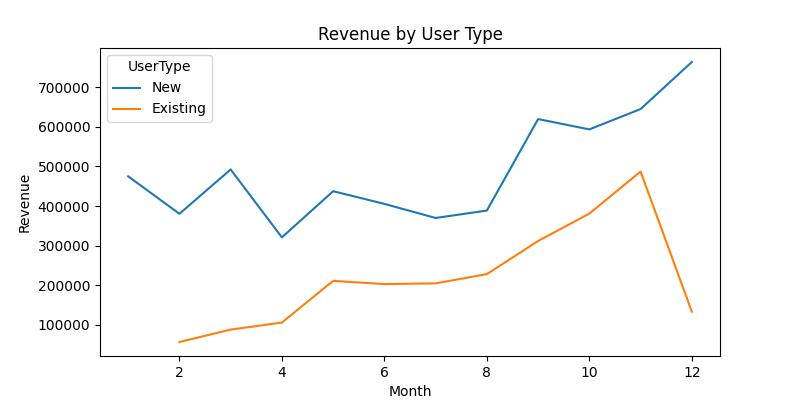 Revenue by User Type
UserType
New
Existing
700000
600000
500000
400000
300000
200000
100000
Revenue
2 4 6 8 10 12
Month